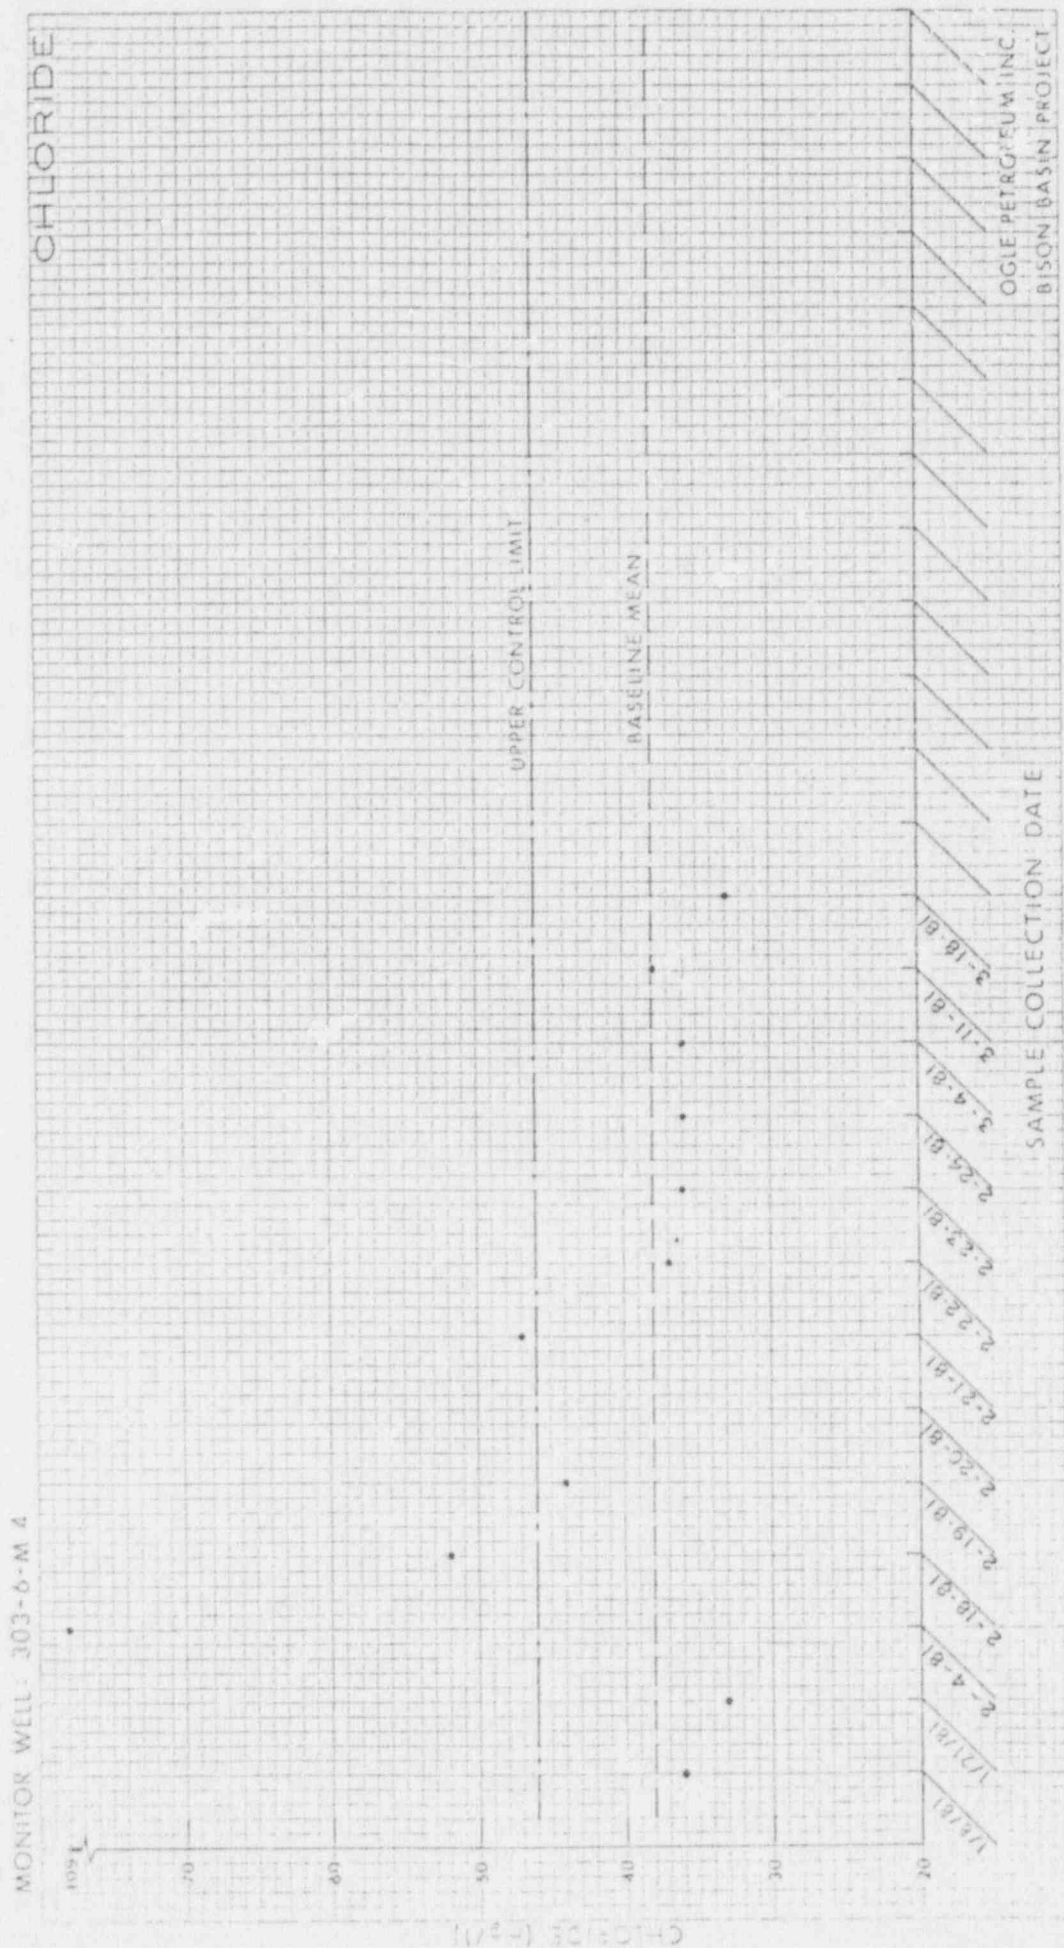 MONITOR WELL: 303-6-M 4
CHLORIDE
109
70
60
50
40
30
20
UPPER CONTROL LIMIT
BASELINE MEAN
1/8/81
1/21/81
2-4-81
2-18-81
2-19-81
2-20-81
2-21-81
2-22-81
2-23-81
2-25-81
3-4-81
3-11-81
3-18-81
SAMPLE COLLECTION DATE
OGLE PETROLEUM INC.
BISON BASIN PROJECT